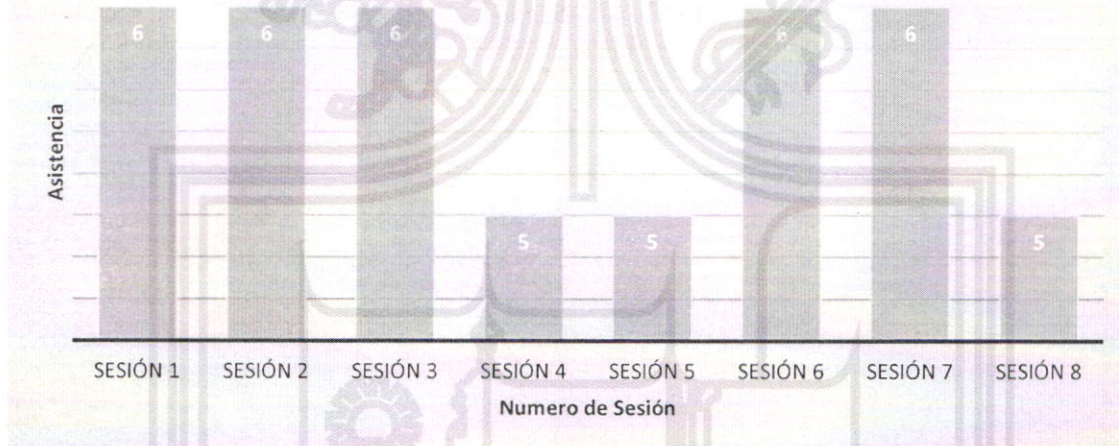 6 6 6 6 6
Asistencia
5 5 5
SESIÓN 1 SESIÓN 2 SESIÓN 3 SESIÓN 4 SESIÓN 5 SESIÓN 6 SESIÓN 7 SESIÓN 8
Numero de Sesión